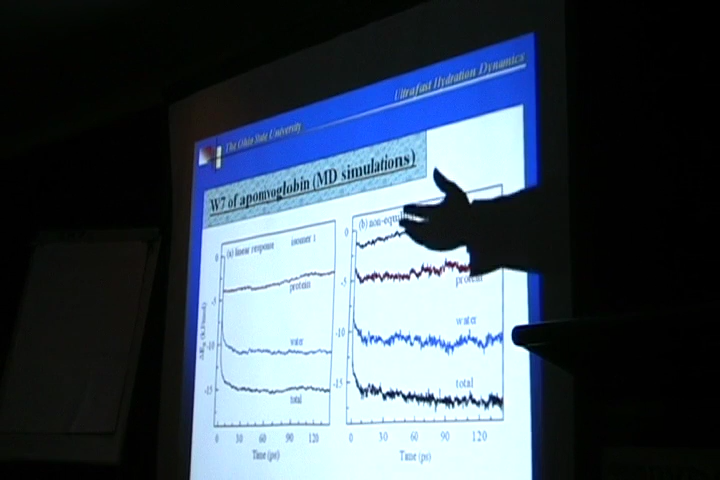 Ultrafast Hydration Dynamics
The Ohio State University
W7 of apomyoglobin (MD simulations)
(a) linear response
isomer 1
protein
water
total
0
-5
-10
-15
0 30 60 90 120
Time (ps)
(b) non-equil
protein
water
total
0
-5
-10
-15
0 30 60 90 120
Time (ps)